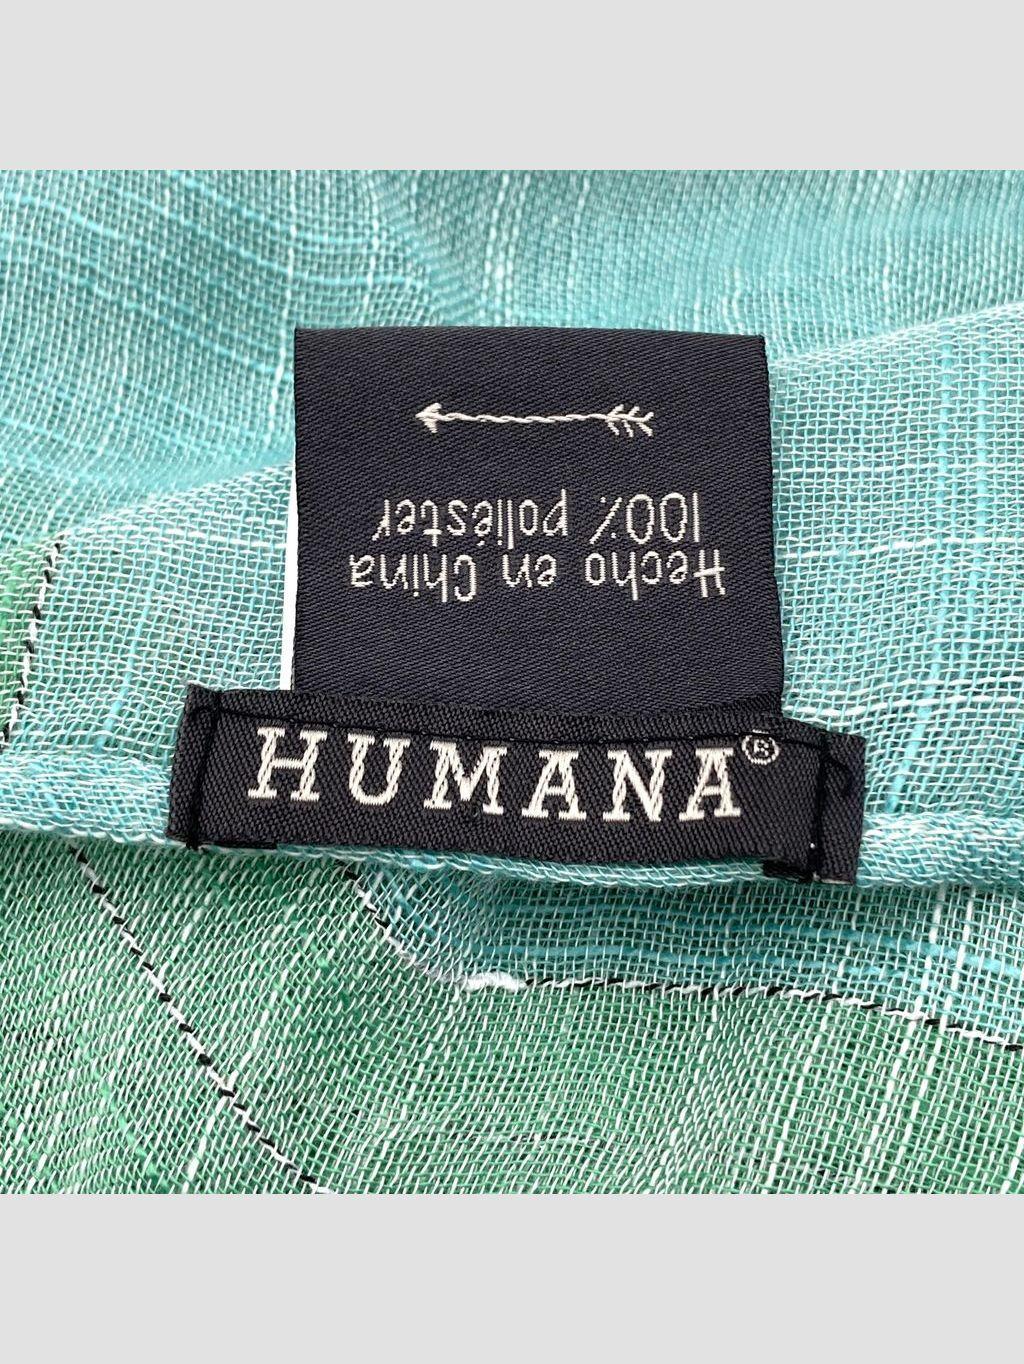 Hecho en China
100% poliéster
HUMANA®